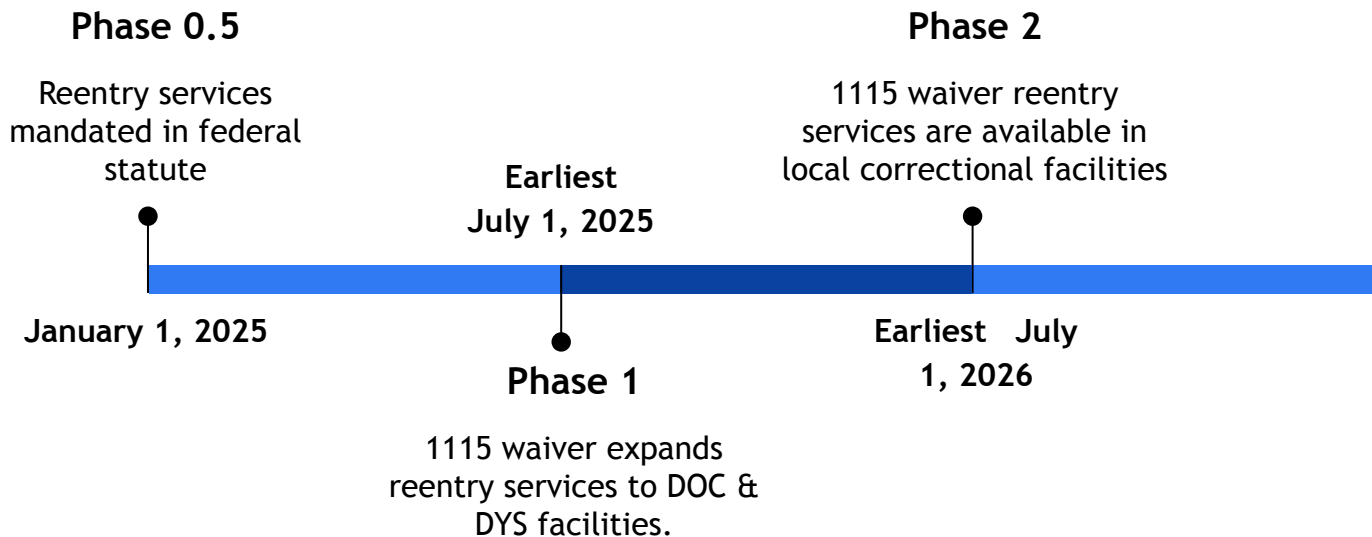 Phase 0.5
Reentry services
mandated in federal
statute
January 1, 2025
Earliest
July 1, 2025
Phase 1
1115 waiver expands
reentry services to DOC &
DYS facilities.
Phase 2
1115 waiver reentry
services are available in
local correctional facilities
Earliest July
1, 2026